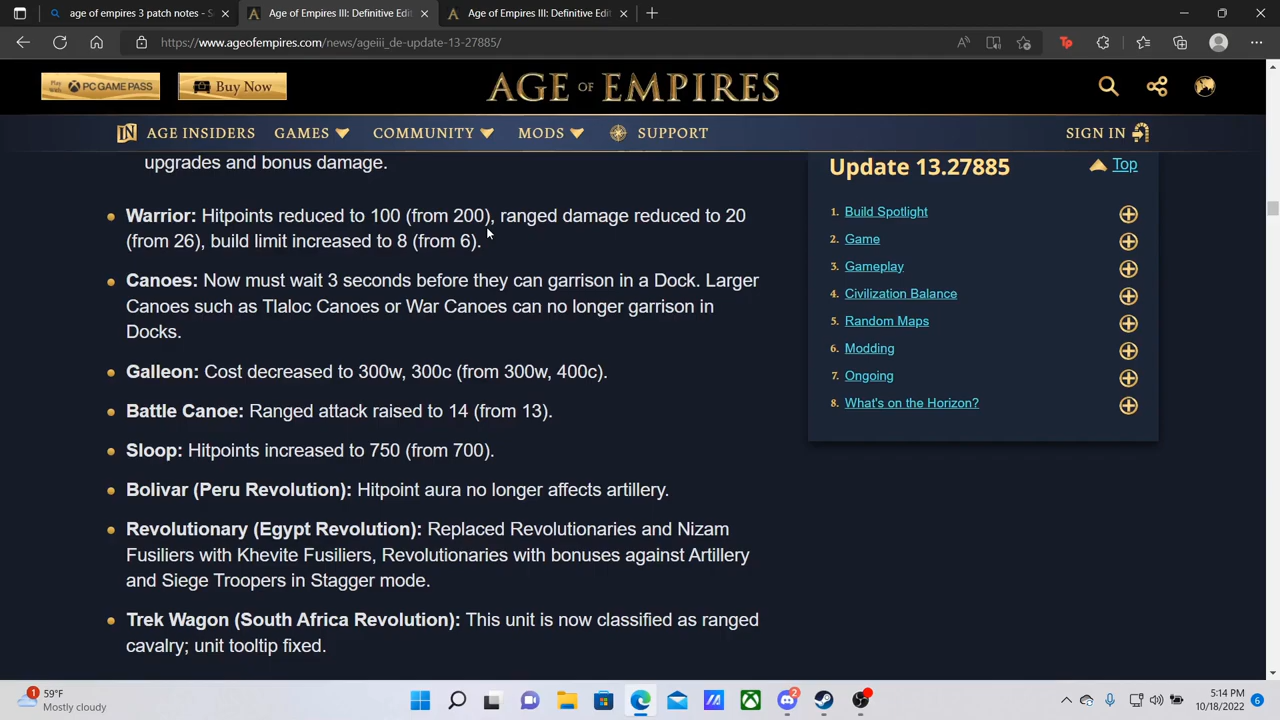 age of empires 3 patch notes - S
Age of Empires III: Definitive Edit
Age of Empires III: Definitive Edit
https://www.ageofempires.com/news/ageiii_de-update-13-27885/
PC GAME PASS
Buy Now
AGE OF EMPIRES
AGE INSIDERS GAMES COMMUNITY MODS SUPPORT SIGN IN
upgrades and bonus damage.
Warrior: Hitpoints reduced to 100 (from 200), ranged damage reduced to 20
(from 26), build limit increased to 8 (from 6).
Canoes: Now must wait 3 seconds before they can garrison in a Dock. Larger
Canoes such as Tlaloc Canoes or War Canoes can no longer garrison in
Docks.
Galleon: Cost decreased to 300w, 300c (from 300w, 400c).
Battle Canoe: Ranged attack raised to 14 (from 13).
Sloop: Hitpoints increased to 750 (from 700).
Bolivar (Peru Revolution): Hitpoint aura no longer affects artillery.
Revolutionary (Egypt Revolution): Replaced Revolutionaries and Nizam
Fusiliers with Khevite Fusiliers, Revolutionaries with bonuses against Artillery
and Siege Troopers in Stagger mode.
Trek Wagon (South Africa Revolution): This unit is now classified as ranged
cavalry; unit tooltip fixed.
Update 13.27885
Top
1. Build Spotlight
2. Game
3. Gameplay
4. Civilization Balance
5. Random Maps
6. Modding
7. Ongoing
8. What's on the Horizon?
1
59°F
Mostly cloudy
2
5:14 PM
10/18/2022
6